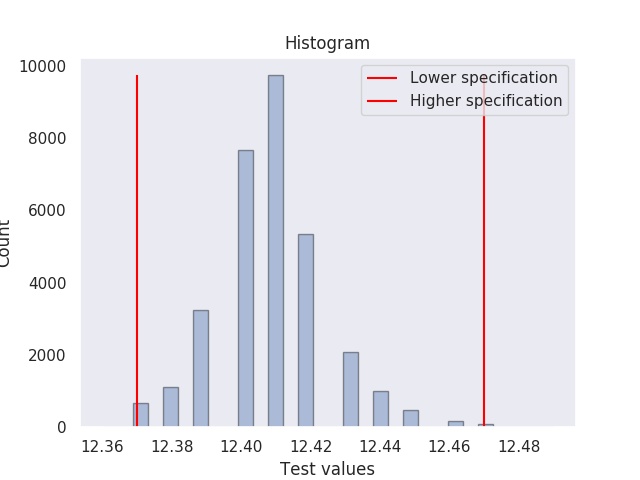 Histogram
Lower specification
Higher specification
10000
8000
6000
4000
2000
0
Count
12.36 12.38 12.40 12.42 12.44 12.46 12.48
Test values